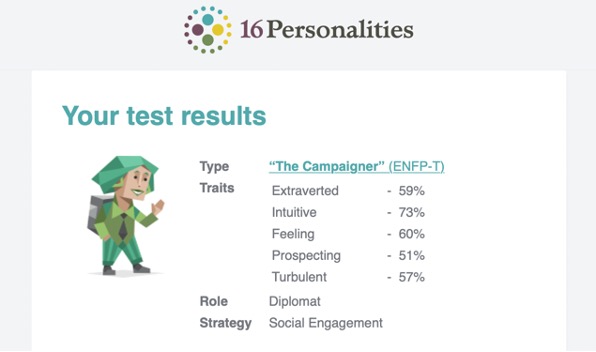 16Personalities
Your test results
Type "The Campaigner" (ENFP-T)
Traits
Extraverted - 59%
Intuitive - 73%
Feeling - 60%
Prospecting - 51%
Turbulent - 57%
Role Diplomat
Strategy Social Engagement